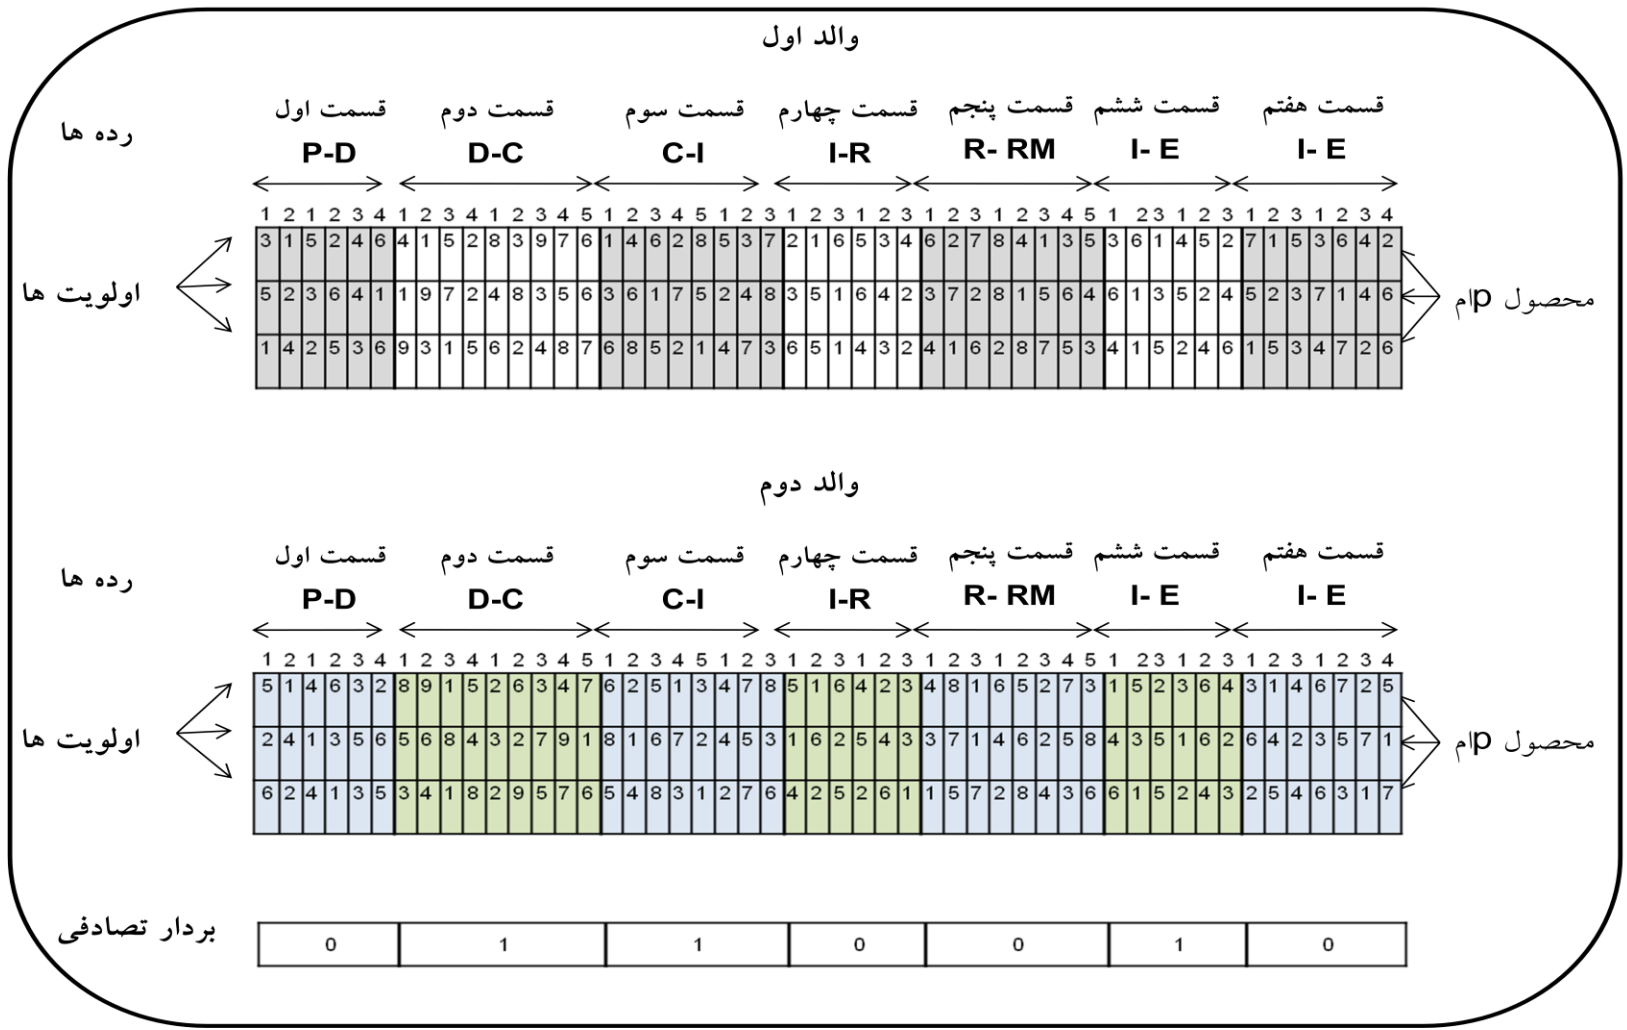 والد اول
قسمت اول قسمت دوم قسمت سوم قسمت چهارم قسمت پنجم قسمت ششم قسمت هفتم
رده ها
P-D D-C C-I I-R R- RM I- E I- E
1 2 1 2 3 4 1 2 3 4 1 2 3 4 5 1 2 3 4 5 1 2 3 1 2 3 1 2 3 1 2 3 1 2 3 4 5 1 2 3 1 2 3 1 2 3 1 2 3 4
3 1 5 2 4 6 4 1 5 2 8 3 9 7 6 1 4 6 2 8 5 3 7 2 1 6 5 3 4 6 2 7 8 4 1 3 5 3 6 1 4 5 2 7 1 5 3 6 4 2
اولویت ها
5 2 3 6 4 1 1 9 7 2 4 8 3 5 6 3 6 1 7 5 2 4 8 3 5 1 6 4 2 3 7 2 8 1 5 6 4 6 1 3 5 2 4 5 2 3 7 1 4 6
محصول pام
1 4 2 5 3 6 9 3 1 5 6 2 4 8 7 6 8 5 2 1 4 7 3 6 5 1 4 3 2 4 1 6 2 8 7 5 3 4 1 5 2 4 6 1 5 3 4 7 2 6
والد دوم
قسمت اول قسمت دوم قسمت سوم قسمت چهارم قسمت پنجم قسمت ششم قسمت هفتم
رده ها
P-D D-C C-I I-R R- RM I- E I- E
1 2 1 2 3 4 1 2 3 4 1 2 3 4 5 1 2 3 4 5 1 2 3 1 2 3 1 2 3 1 2 3 1 2 3 4 5 1 2 3 1 2 3 1 2 3 1 2 3 4
5 1 4 6 3 2 8 9 1 5 2 6 3 4 7 6 2 5 1 3 4 7 8 5 1 6 4 2 3 4 8 1 6 5 2 7 3 1 5 2 3 6 4 3 1 4 6 7 2 5
اولویت ها
2 4 1 3 5 6 5 6 8 4 3 2 7 9 1 8 1 6 7 2 4 5 3 1 6 2 5 4 3 3 7 1 4 6 2 5 8 4 3 5 1 6 2 6 4 2 3 5 7 1
محصول pام
6 2 4 1 3 5 3 4 1 8 2 9 5 7 6 5 4 8 3 1 2 7 6 4 2 5 2 6 1 1 5 7 2 8 4 3 6 6 1 5 2 4 3 2 5 4 6 3 1 7
بردار تصادفی
0 1 1 0 0 1 0